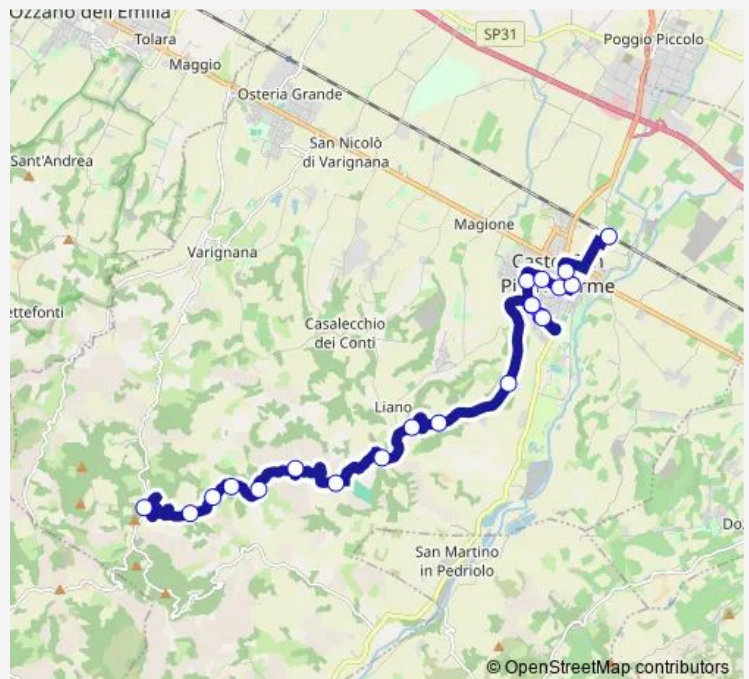 Ozzano dell'Emilia
Tolara
Maggio
SP31
Poggio Piccolo
Osteria Grande
San Nicolò
di Varignana
Sant'Andrea
Magione
Varignana
ettefonti
Casalecchio
dei Conti
Liano
San Martino
in Pedriolo
Do
© OpenStreetMap contributors